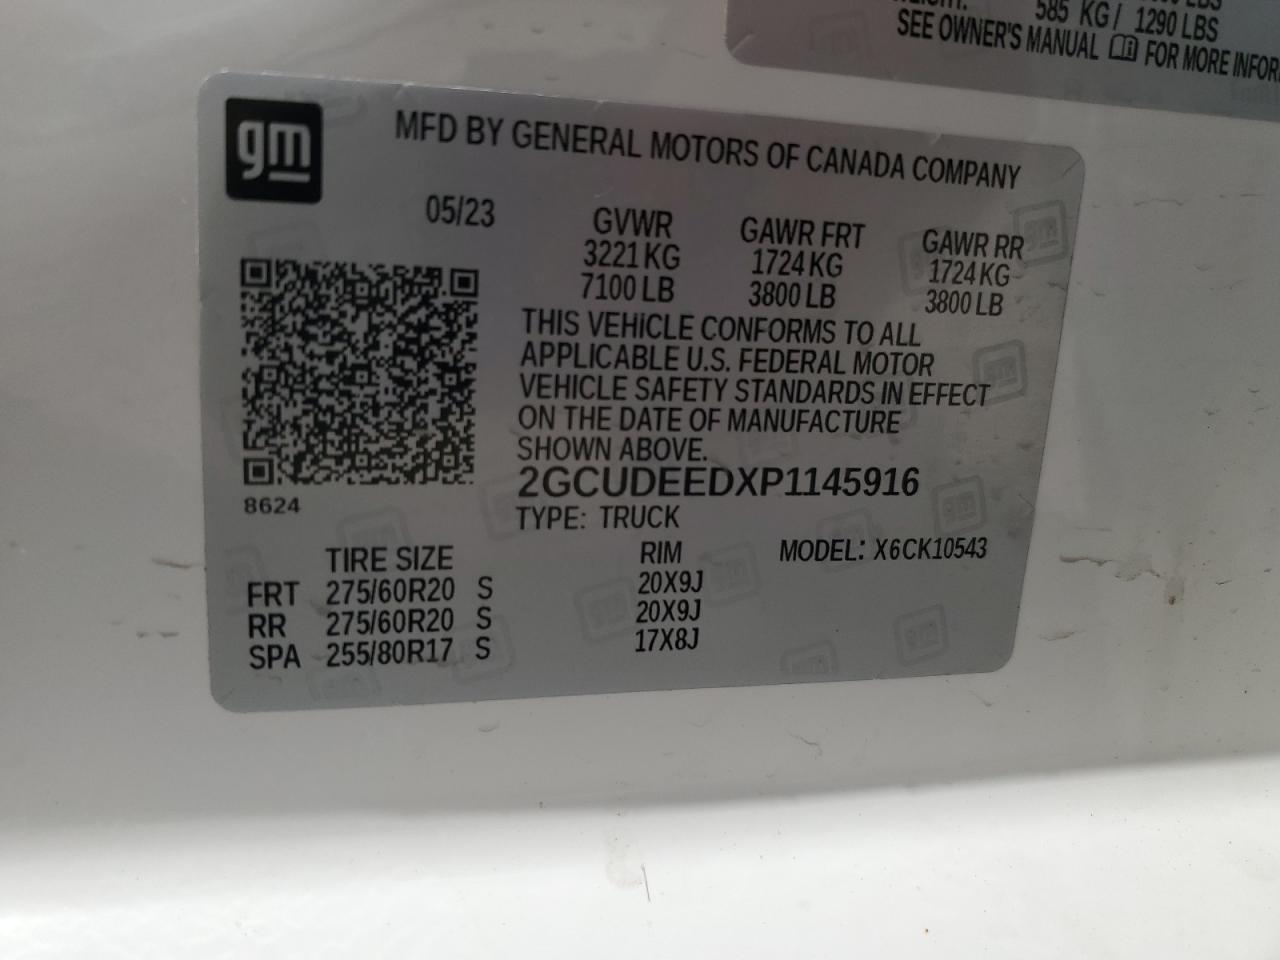 585 KG / 1290 LBS
SEE OWNER'S MANUAL FOR MORE
gm
MFD BY GENERAL MOTORS OF CANADA COMPANY
05/23
GVWR GAWR FRT GAWR RR
3221 KG 1724 KG 1724 KG
7100 LB 3800 LB 3800 LB
THIS VEHICLE CONFORMS TO ALL
APPLICABLE U.S. FEDERAL MOTOR
VEHICLE SAFETY STANDARDS IN EFFECT
ON THE DATE OF MANUFACTURE
SHOWN ABOVE.
2GCUDEEDXP1145916
8624
TYPE: TRUCK
TIRE SIZE RIM MODEL: X6CK10543
FRT 275/60R20 S 20X9J
RR 275/60R20 S 20X9J
SPA 255/80R17 S 17X8J